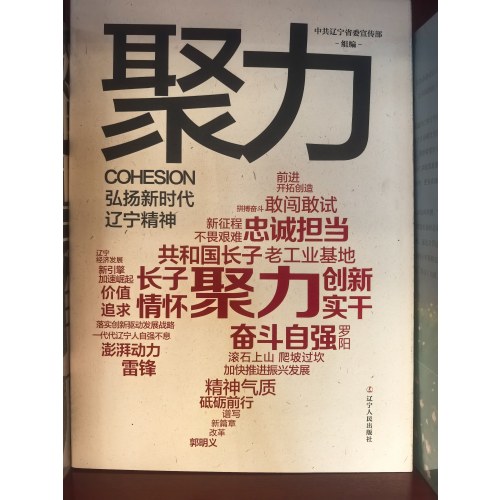 聚力
中共辽宁省委宣传部
-组编-
COHESION
弘扬新时代
辽宁精神
前进
开拓创造
拼搏奋斗 敢闯敢试
新征程
不畏艰难
忠诚担当
共和国长子 老工业基地
辽宁
经济发展
新引擎
加速崛起
价值
追求
长子
情怀
聚力
创新
实干
落实创新驱动发展战略
一代代辽宁人自强不息
澎湃动力
雷锋
奋斗自强
罗阳
滚石上山 爬坡过坎
加快推进振兴发展
精神气质
砥砺前行
谱写
新篇章
改革
郭明义
辽宁人民出版社